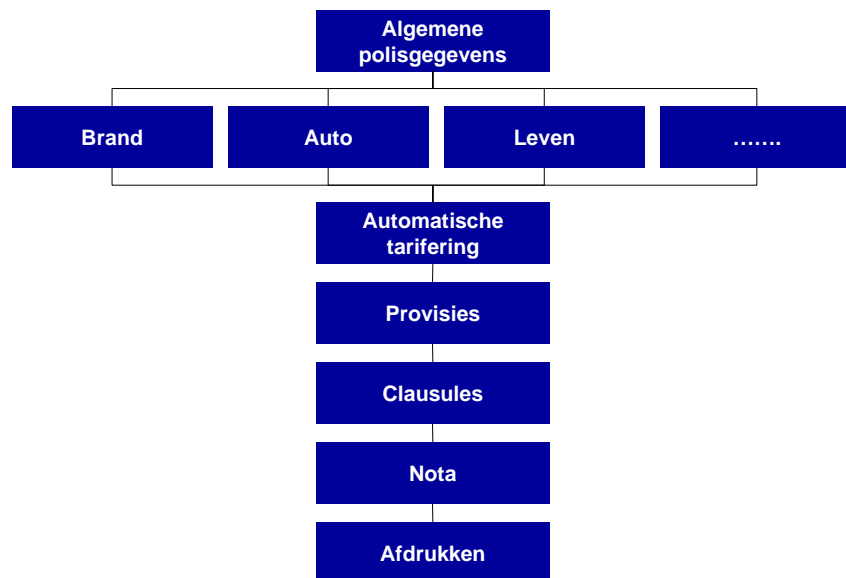 Algemene
polisgegevens
Brand
Auto
Leven
…….
Automatische
tarifering
Provisies
Clausules
Nota
Afdrukken